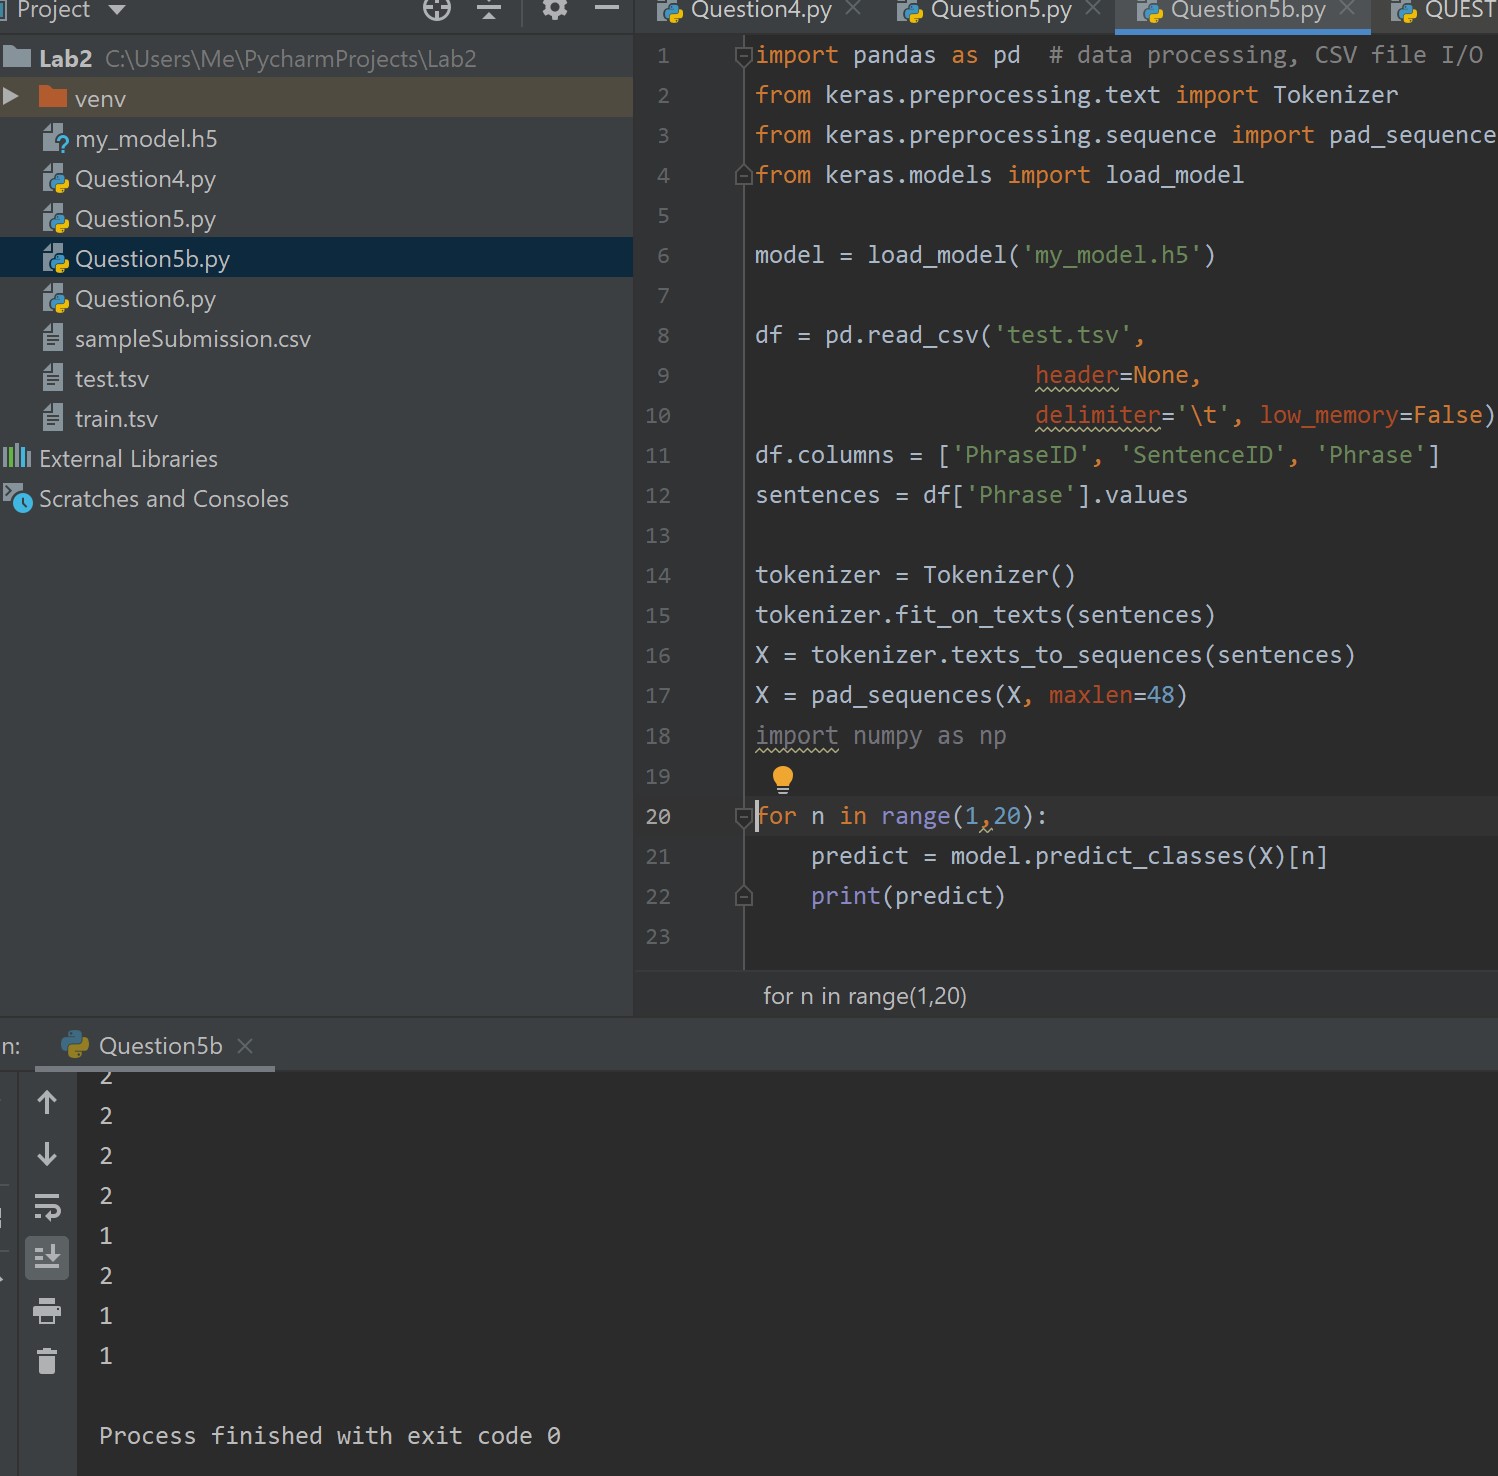 Project
Question4.py
Question5.py
Question5b.py
QUEST
Lab2 C:\Users\Me\PycharmProjects\Lab2
venv
my_model.h5
Question4.py
Question5.py
Question5b.py
Question6.py
sampleSubmission.csv
test.tsv
train.tsv
External Libraries
Scratches and Consoles
1 import pandas as pd  # data processing, CSV file I/O
2 from keras.preprocessing.text import Tokenizer
3 from keras.preprocessing.sequence import pad_sequence
4 from keras.models import load_model
5
6 model = load_model('my_model.h5')
7
8 df = pd.read_csv('test.tsv',
9                     header=None,
10                     delimiter='\t', low_memory=False)
11 df.columns = ['PhraseID', 'SentenceID', 'Phrase']
12 sentences = df['Phrase'].values
13
14 tokenizer = Tokenizer()
15 tokenizer.fit_on_texts(sentences)
16 X = tokenizer.texts_to_sequences(sentences)
17 X = pad_sequences(X, maxlen=48)
18 import numpy as np
19
20 for n in range(1,20):
21     predict = model.predict_classes(X)[n]
22     print(predict)
23
for n in range(1,20)
n:
Question5b
2
2
2
2
1
2
1
1
Process finished with exit code 0